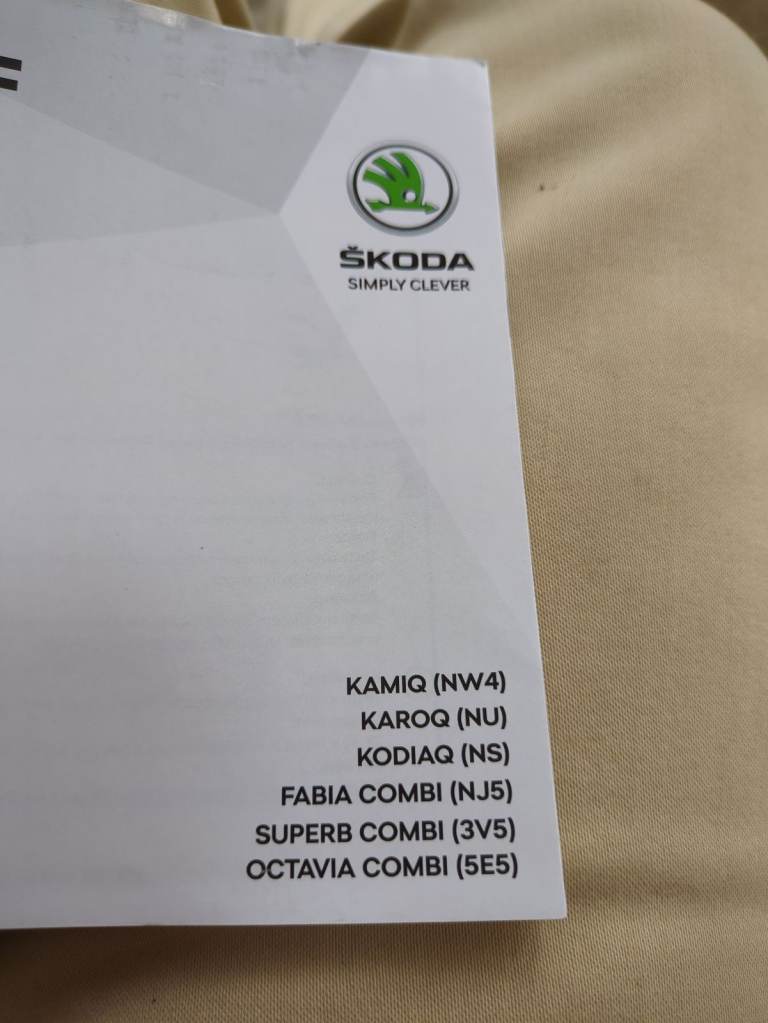 ŠKODA
SIMPLY CLEVER
KAMIQ (NW4)
KAROQ (NU)
KODIAQ (NS)
FABIA COMBI (NJ5)
SUPERB COMBI (3V5)
OCTAVIA COMBI (5E5)